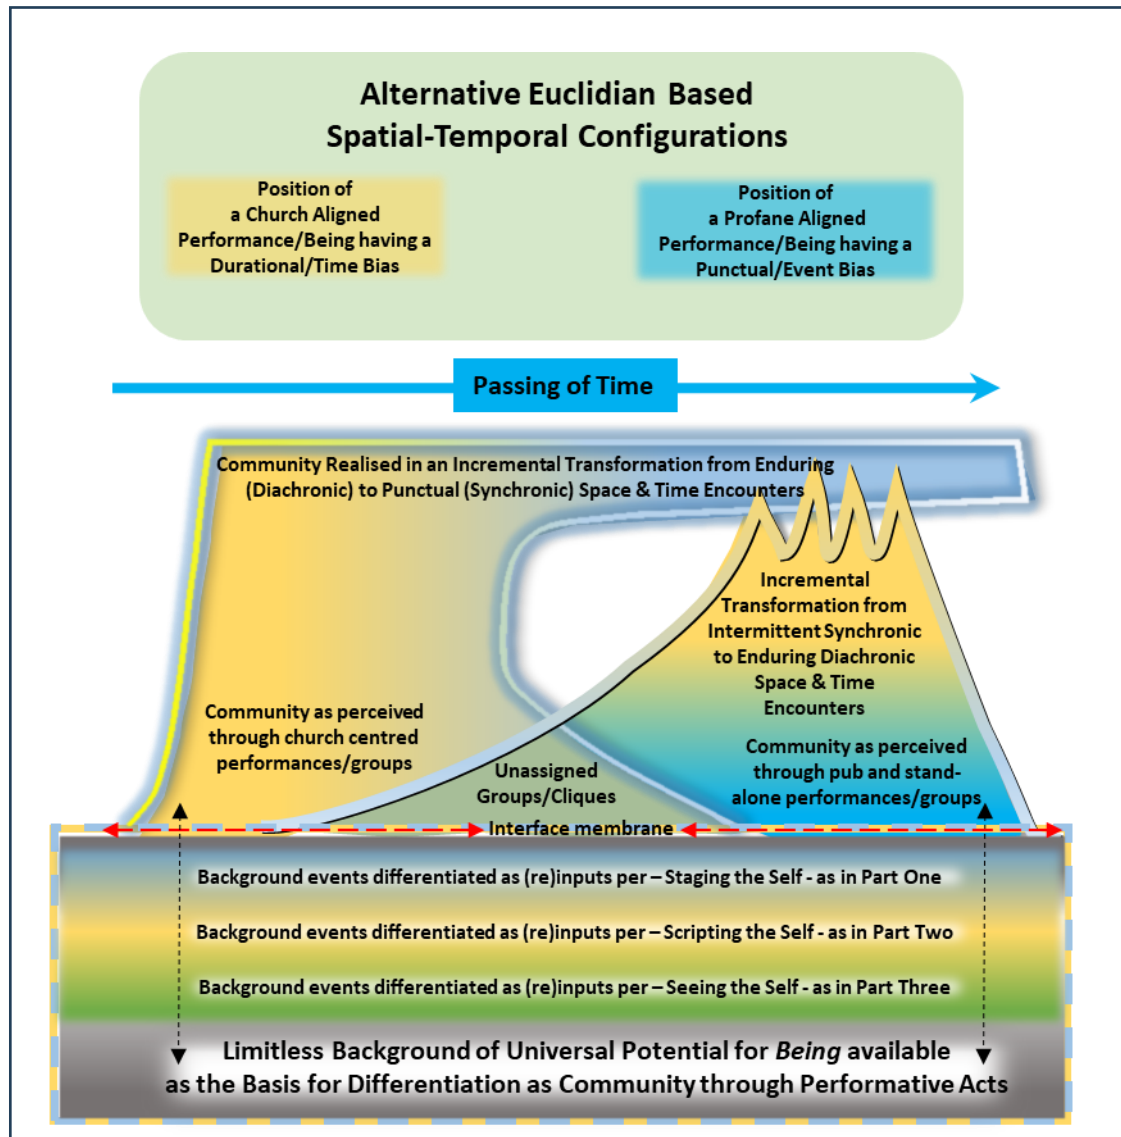 Alternative Euclidian Based
Spatial-Temporal Configurations
Position of
a Church Aligned
Performance/Being having a
Durational/Time Bias
Position of
a Profane Aligned
Performance/Being having a
Punctual/Event Bias
Passing of Time
Community Realised in an Incremental Transformation from Enduring
(Diachronic) to Punctual (Synchronic) Space & Time Encounters
Incremental
Transformation from
Intermittent Synchronic
to Enduring Diachronic
Space & Time
Encounters
Community as perceived
through church centred
performances/groups
Unassigned
Groups/Cliques
Community as perceived
through pub and stand-
alone performances/groups
Interface membrane
Background events differentiated as (re)inputs per – Staging the Self - as in Part One
Background events differentiated as (re)inputs per – Scripting the Self - as in Part Two
Background events differentiated as (re)inputs per – Seeing the Self - as in Part Three
Limitless Background of Universal Potential for Being available
as the Basis for Differentiation as Community through Performative Acts